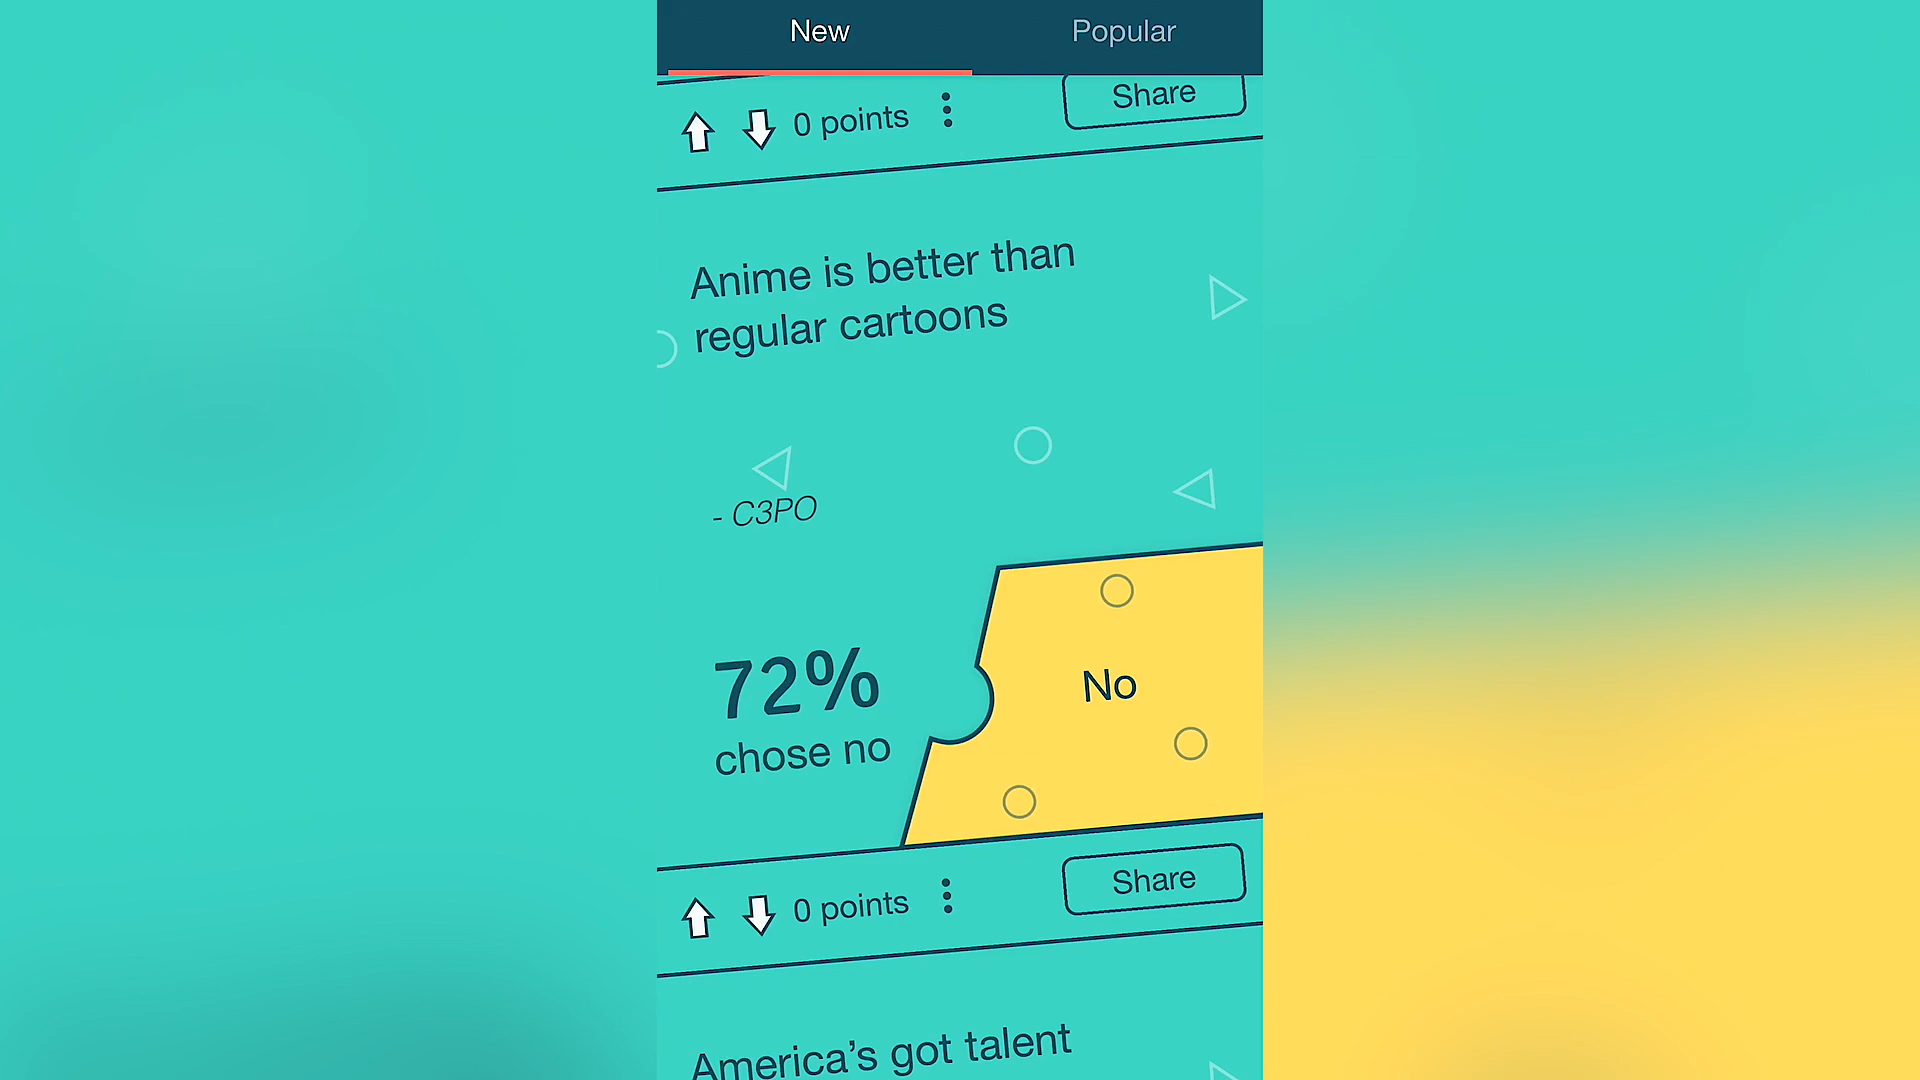 New
Popular
0 points
Share
Anime is better than
regular cartoons
- C3PO
72%
chose no
No
0 points
Share
America’s got talent